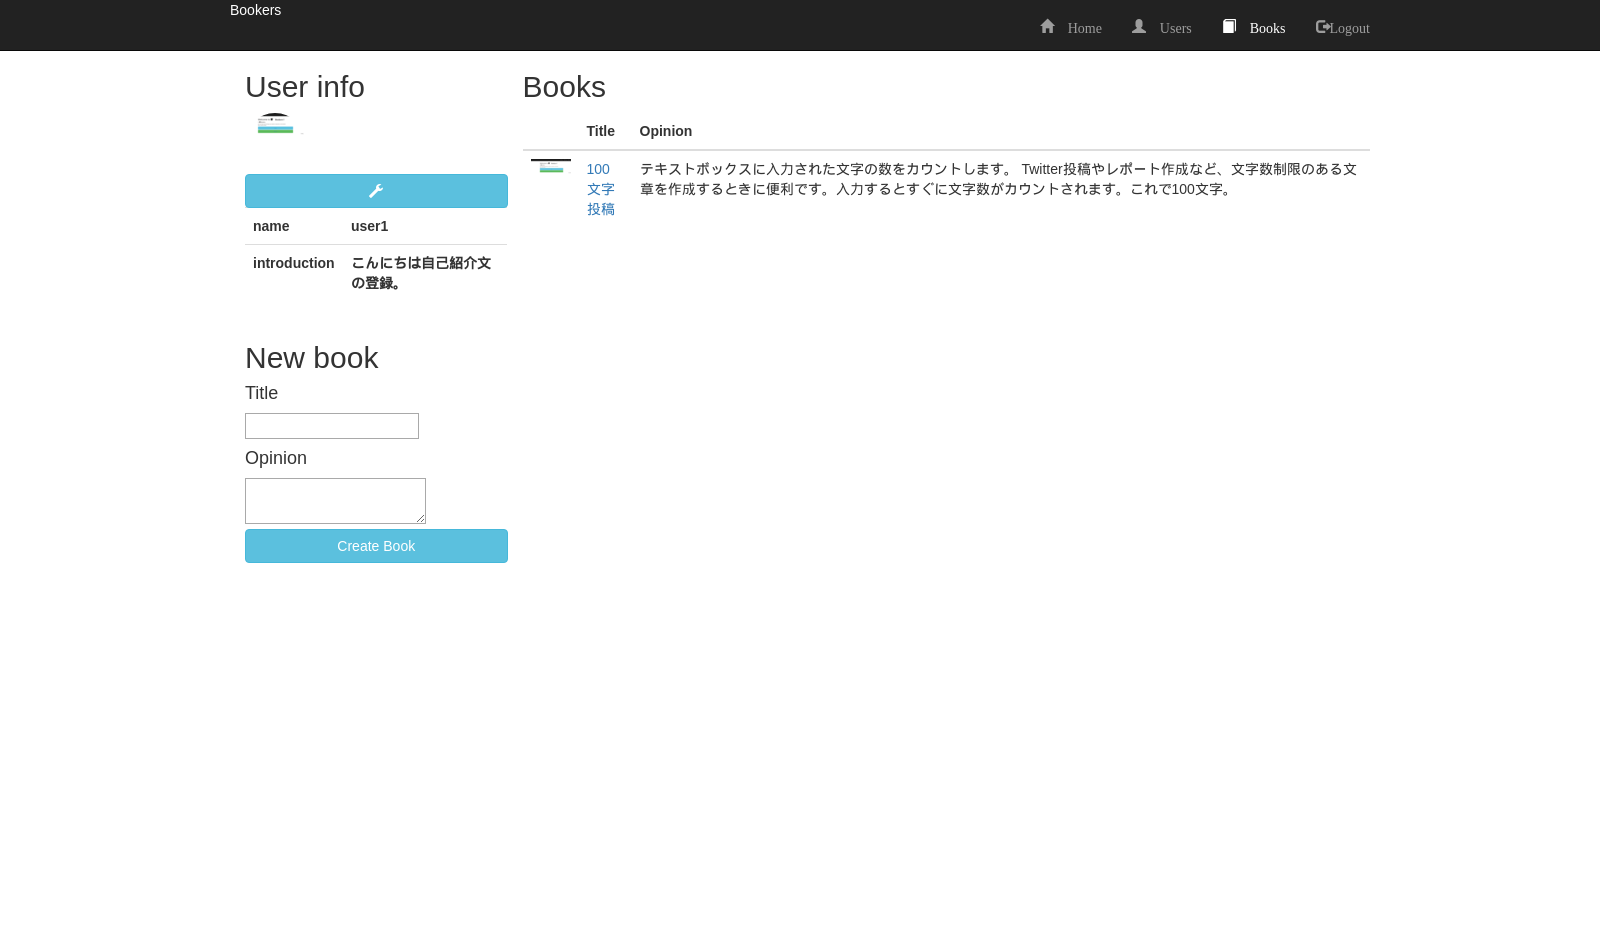 Bookers
Home Users Books Logout
User info
name user1
introduction こんにちは自己紹介文
の登録。
New book
Title
Opinion
Create Book
Books
Title Opinion
100
文字
投稿
テキストボックスに入力された文字の数をカウントします。 Twitter投稿やレポート作成など、文字数制限のある文
章を作成するときに便利です。入力するとすぐに文字数がカウントされます。これで100文字。